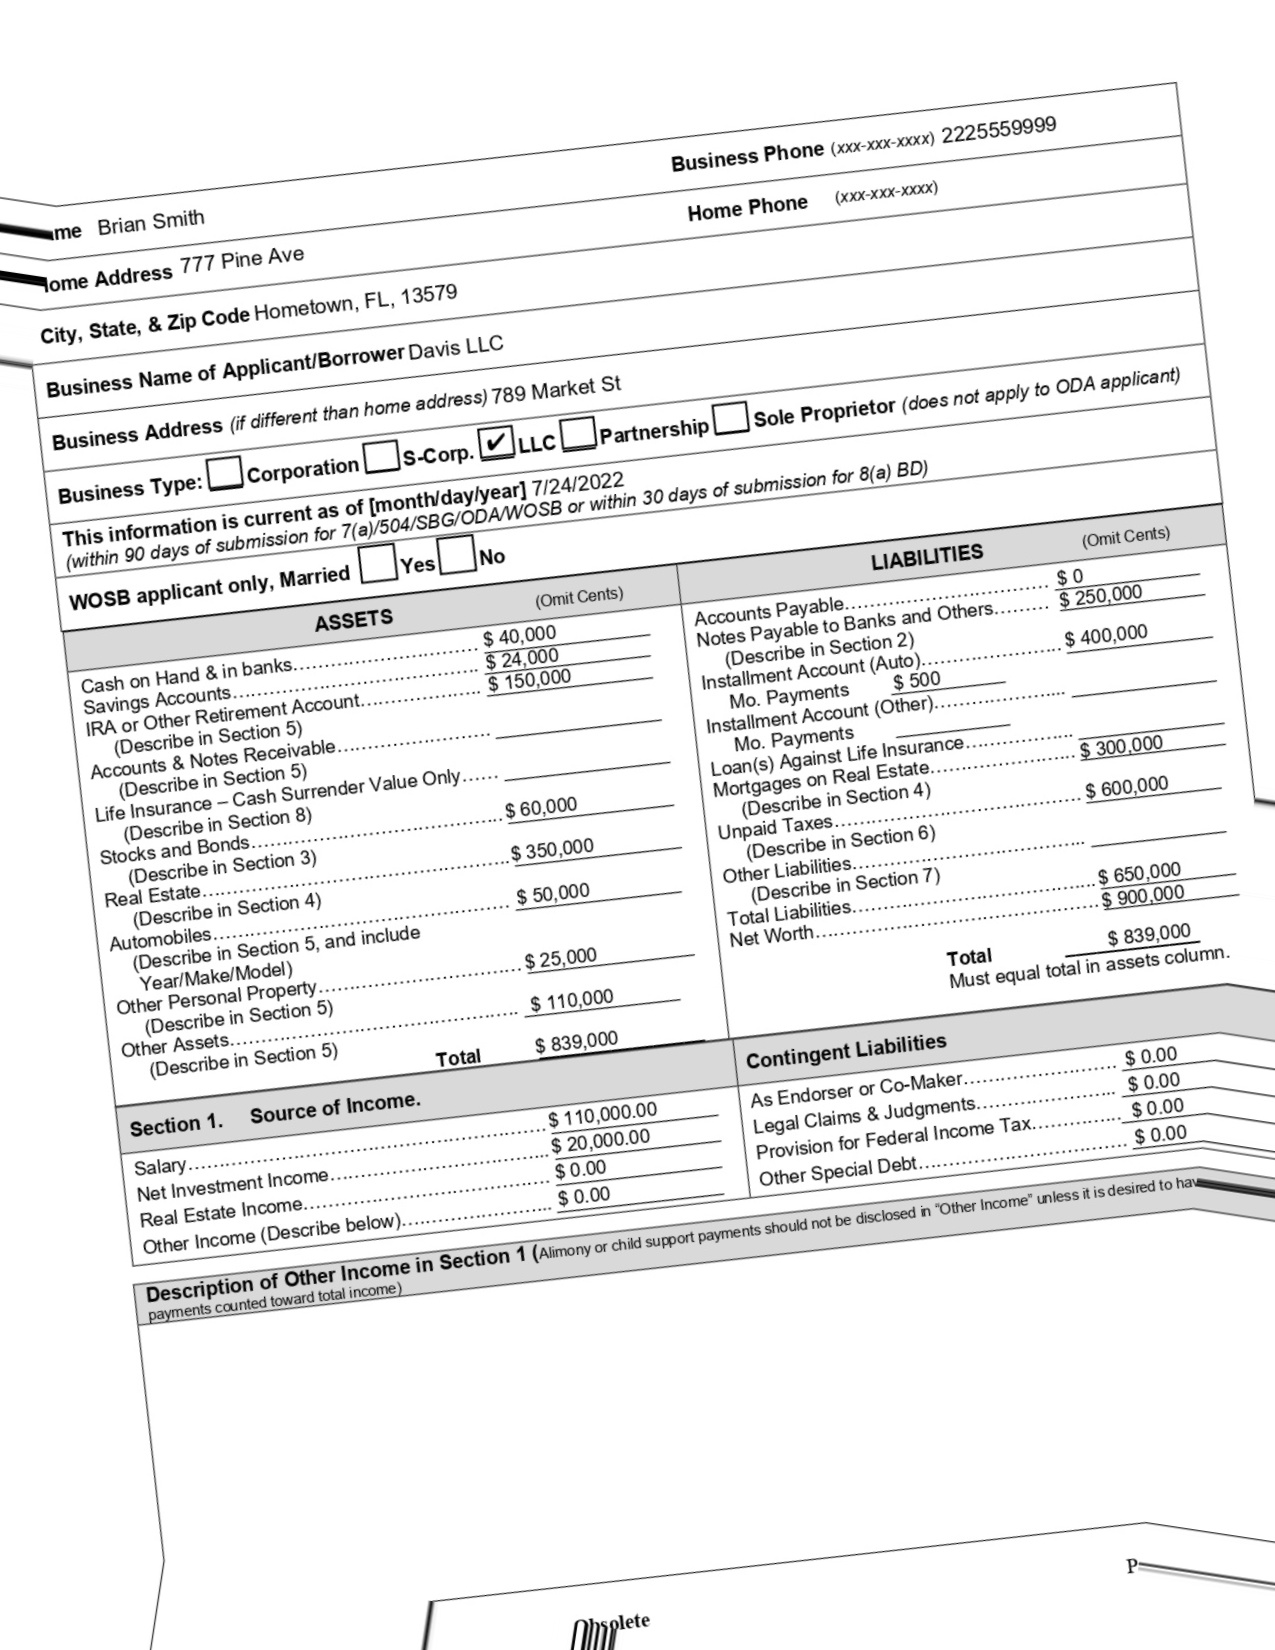 me Brian Smith Business Phone (xxx-xxx-xxxx) 2225559999
ome Address 777 Pine Ave Home Phone (xxx-xxx-xxxx)
City, State, & Zip Code Hometown, FL, 13579
Business Name of Applicant/Borrower Davis LLC
Business Address (if different than home address) 789 Market St
Business Type: Corporation S-Corp. ✔ LLC Partnership Sole Proprietor (does not apply to ODA applicant)
This information is current as of [month/day/year] 7/24/2022
(within 90 days of submission for 7(a)/504/SBG/ODA/WOSB or within 30 days of submission for 8(a) BD)
WOSB applicant only, Married Yes No
ASSETS (Omit Cents)
Cash on Hand & in banks.............................. $ 40,000
Savings Accounts........................................ $ 24,000
IRA or Other Retirement Account.................... $ 150,000
(Describe in Section 5)
Accounts & Notes Receivable..........................
(Describe in Section 5)
Life Insurance – Cash Surrender Value Only......
(Describe in Section 8)
Stocks and Bonds......................................... $ 60,000
(Describe in Section 3)
Real Estate.................................................. $ 350,000
(Describe in Section 4)
Automobiles................................................. $ 50,000
(Describe in Section 5, and include
Year/Make/Model)
Other Personal Property................................. $ 25,000
(Describe in Section 5)
Other Assets................................................ $ 110,000
(Describe in Section 5)
Total $ 839,000
LIABILITIES (Omit Cents)
Accounts Payable................................... $ 0
Notes Payable to Banks and Others......... $ 250,000
(Describe in Section 2)
Installment Account (Auto)....................... $ 400,000
Mo. Payments $ 500
Installment Account (Other)......................
Mo. Payments
Loan(s) Against Life Insurance..................
Mortgages on Real Estate........................ $ 300,000
(Describe in Section 4)
Unpaid Taxes.......................................... $ 600,000
(Describe in Section 6)
Other Liabilities.......................................
(Describe in Section 7)
Total Liabilities......................................... $ 650,000
Net Worth................................................ $ 900,000
Total $ 839,000
Must equal total in assets column.
Section 1. Source of Income.
Salary............................................................ $ 110,000.00
Net Investment Income..................................... $ 20,000.00
Real Estate Income.......................................... $ 0.00
Other Income (Describe below)......................... $ 0.00
Contingent Liabilities
As Endorser or Co-Maker......................... $ 0.00
Legal Claims & Judgments....................... $ 0.00
Provision for Federal Income Tax.............. $ 0.00
Other Special Debt................................... $ 0.00
Description of Other Income in Section 1 (Alimony or child support payments should not be disclosed in “Other Income” unless it is desired to hav
payments counted toward total income)
P
Obsolete